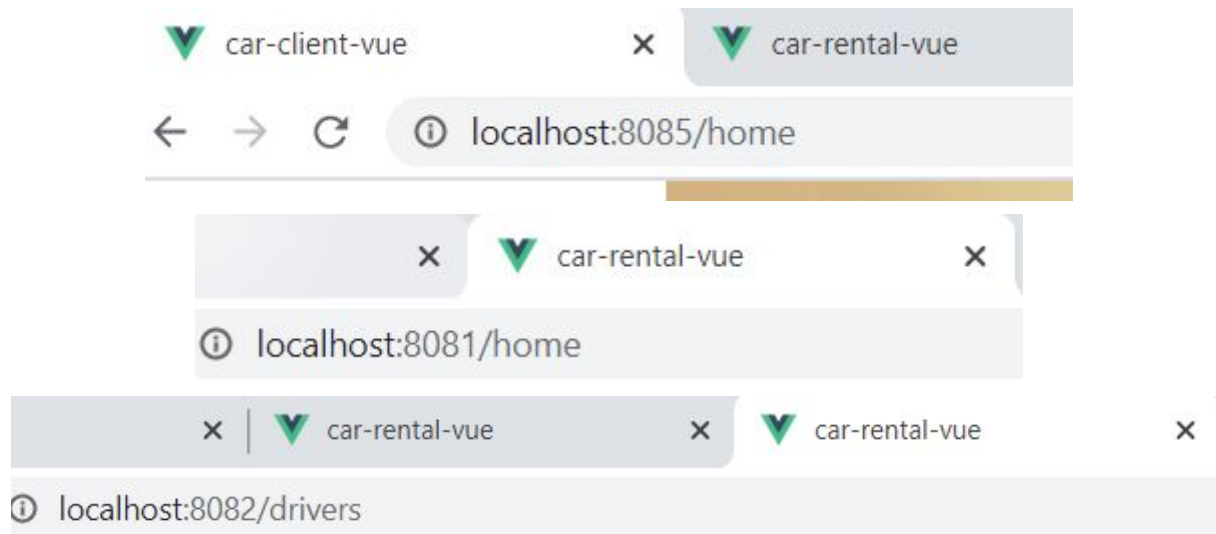 car-client-vue car-rental-vue
localhost:8085/home
car-rental-vue
localhost:8081/home
car-rental-vue car-rental-vue
localhost:8082/drivers